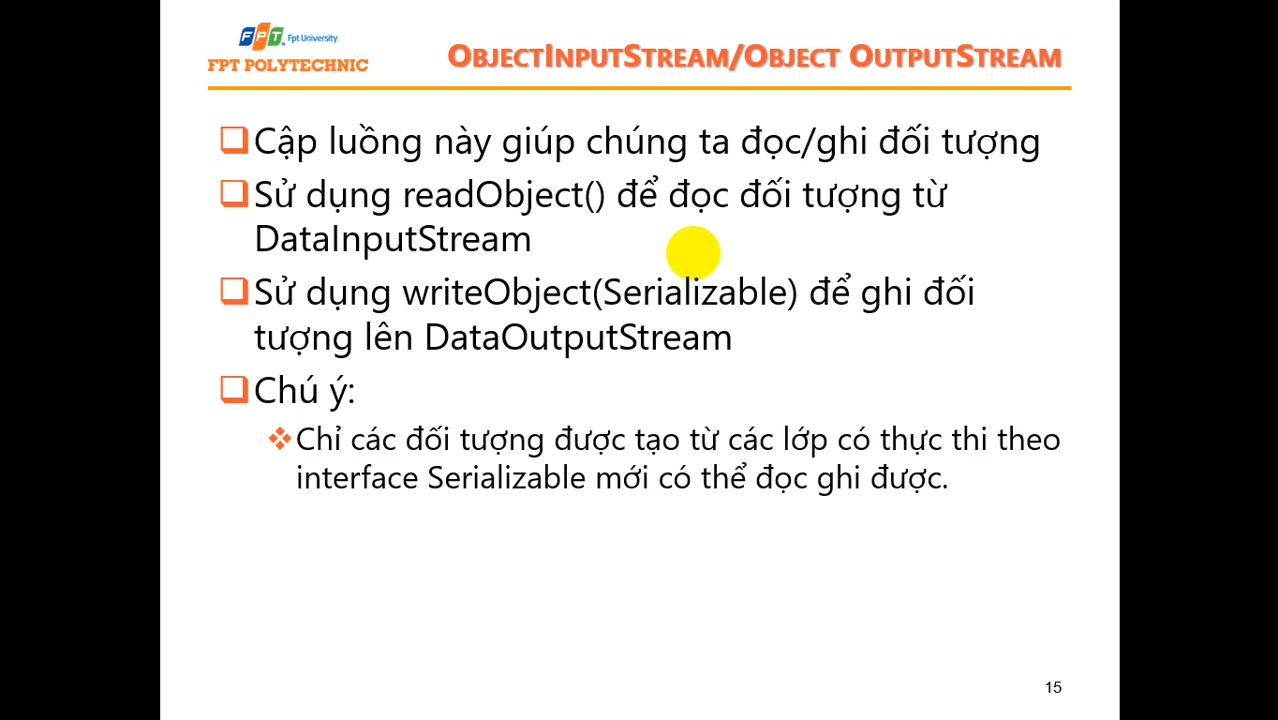 FPT. Fpt University
FPT POLYTECHNIC
OBJECTINPUTSTREAM/OBJECT OUTPUTSTREAM
Cập luồng này giúp chúng ta đọc/ghi đối tượng
Sử dụng readObject() để đọc đối tượng từ
DataInputStream
Sử dụng writeObject(Serializable) để ghi đối
tượng lên DataOutputStream
Chú ý:
Chỉ các đối tượng được tạo từ các lớp có thực thi theo
interface Serializable mới có thể đọc ghi được.
15